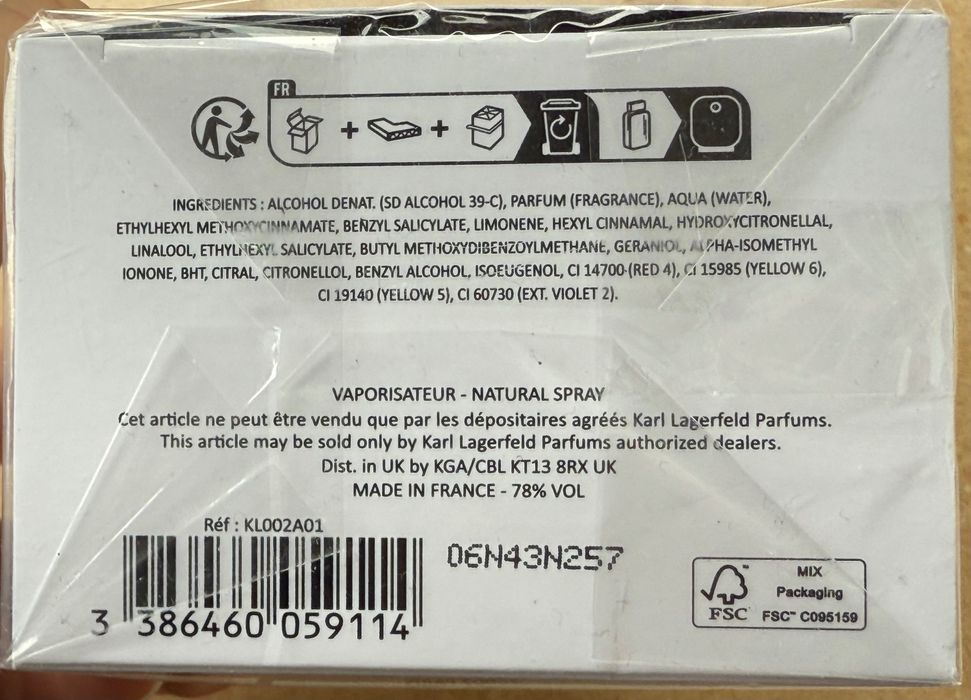 FR
INGREDIENTS : ALCOHOL DENAT. (SD ALCOHOL 39-C), PARFUM (FRAGRANCE), AQUA (WATER),
ETHYLHEXYL METHOXYCINNAMATE, BENZYL SALICYLATE, LIMONENE, HEXYL CINNAMAL, HYDROXYCITRONELLAL,
LINALOOL, ETHYLHEXYL SALICYLATE, BUTYL METHOXYDIBENZOYLMETHANE, GERANIOL, ALPHA-ISOMETHYL
IONONE, BHT, CITRAL, CITRONELLOL, BENZYL ALCOHOL, ISOEUGENOL, CI 14700 (RED 4), CI 15985 (YELLOW 6),
CI 19140 (YELLOW 5), CI 60730 (EXT. VIOLET 2).
VAPORISATEUR - NATURAL SPRAY
Cet article ne peut être vendu que par les dépositaires agréés Karl Lagerfeld Parfums.
This article may be sold only by Karl Lagerfeld Parfums authorized dealers.
Dist. in UK by KGA/CBL KT13 8RX UK
MADE IN FRANCE - 78% VOL
Réf : KL002A01
06N43N257
3 386460 059114
MIX
Packaging
FSC™ C095159
FSC